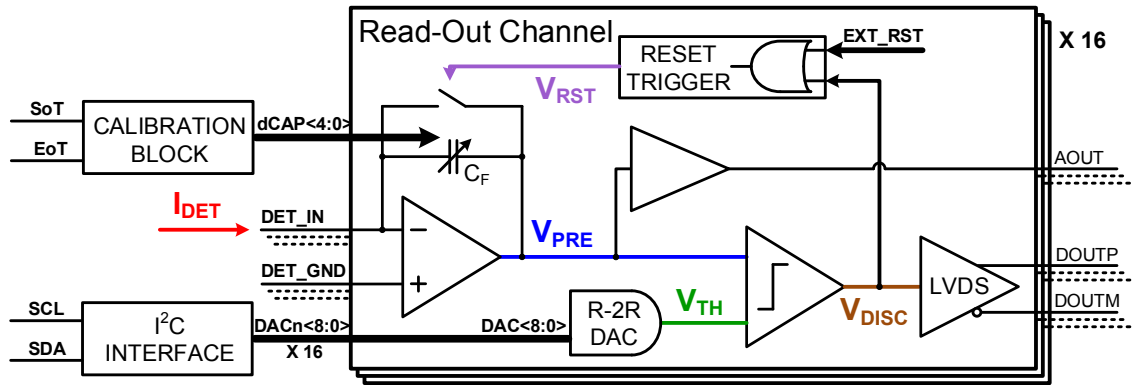 Read-Out Channel
EXT_RST
X 16
RESET
TRIGGER
V_RST
SoT
EoT
CALIBRATION
BLOCK
dCAP<4:0>
C_F
AOUT
I_DET
DET_IN
−
V_PRE
DET_GND
+
DOUTP
LVDS
DOUTM
SCL
SDA
I²C
INTERFACE
DACn<8:0>
X 16
DAC<8:0>
R-2R
DAC
V_TH
V_DISC